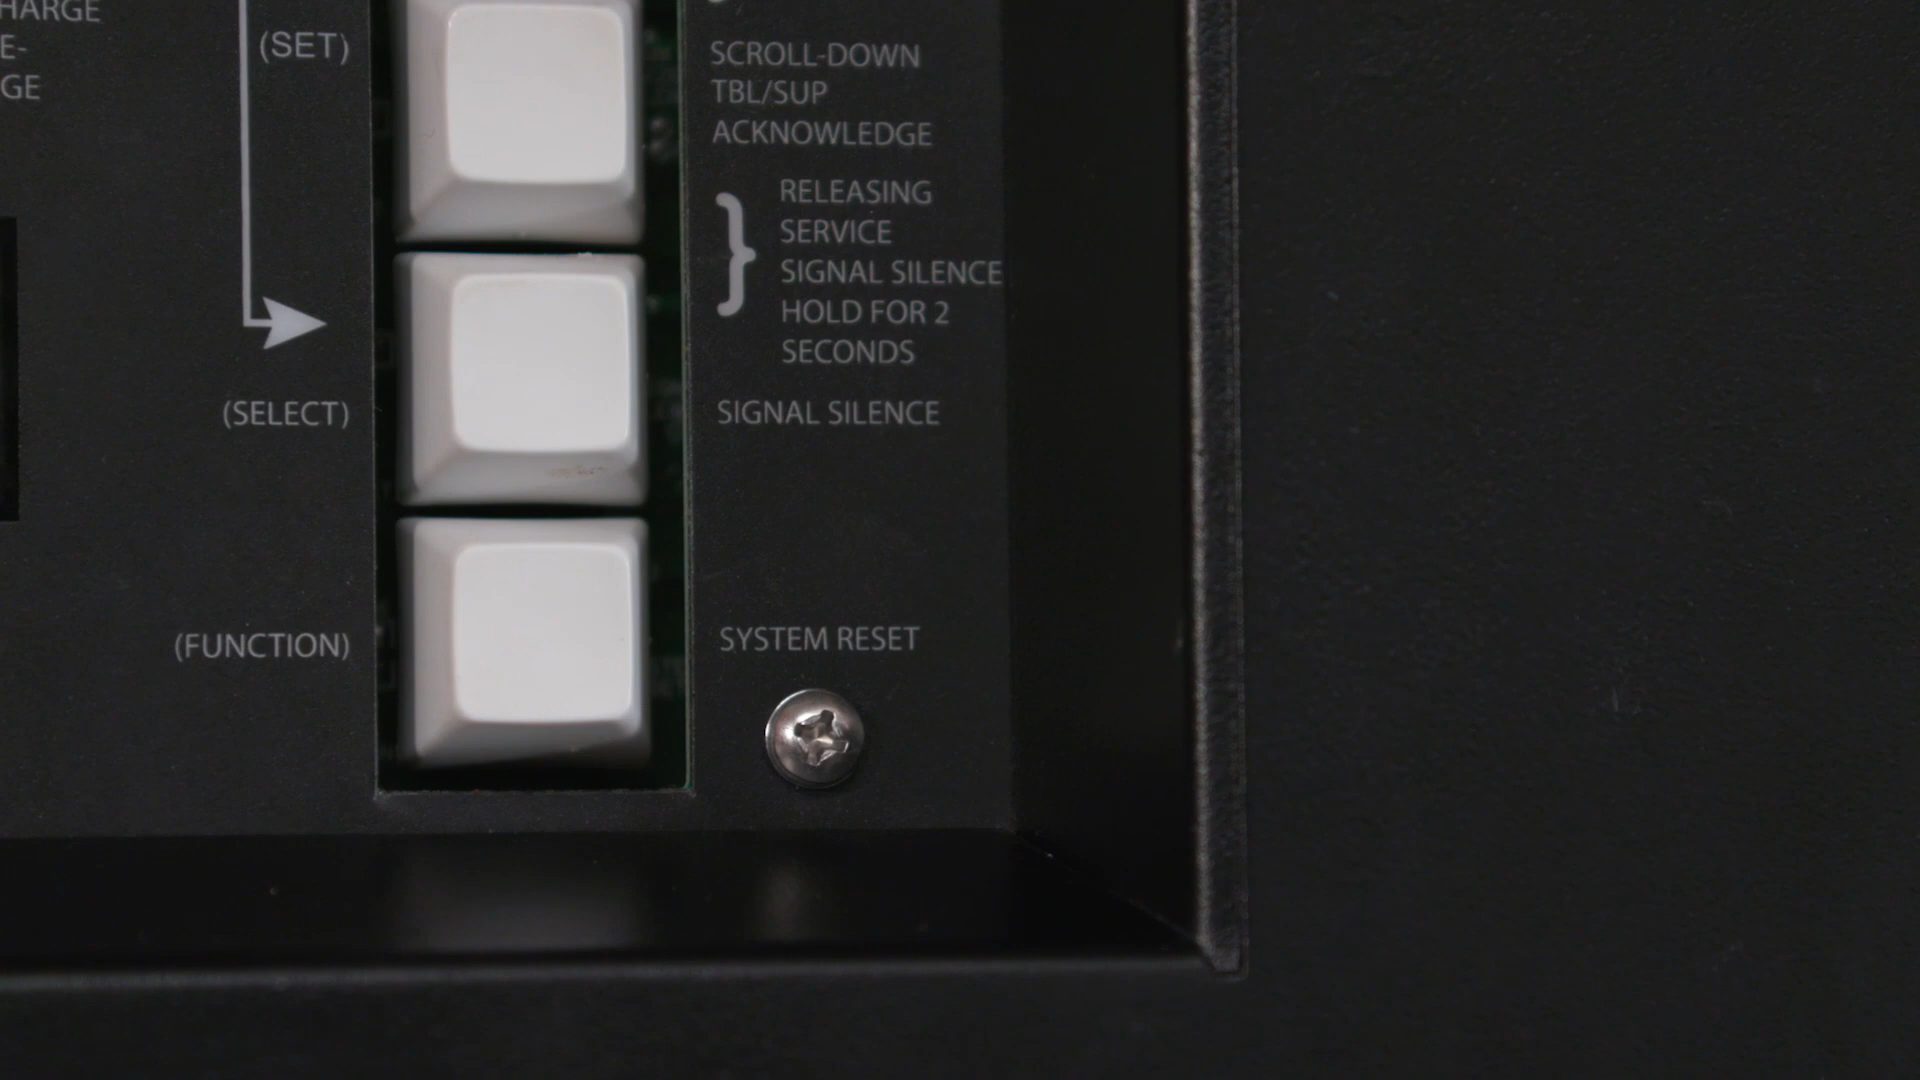 HARGE
E-
GE
(SET)
(SELECT)
(FUNCTION)
SCROLL-DOWN
TBL/SUP
ACKNOWLEDGE
RELEASING
SERVICE
SIGNAL SILENCE
HOLD FOR 2
SECONDS
SIGNAL SILENCE
SYSTEM RESET